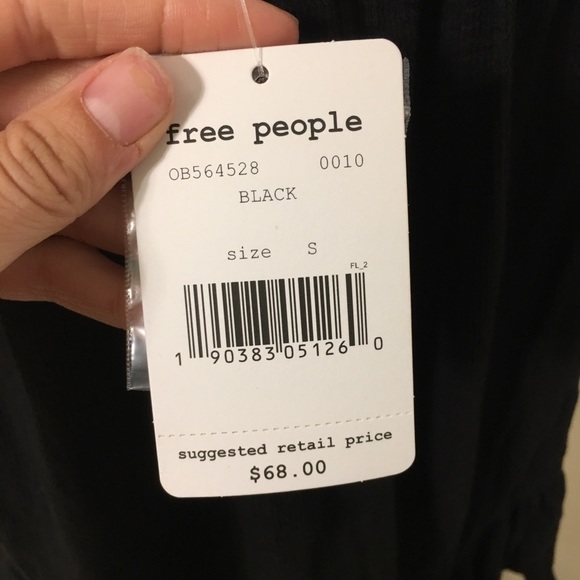 free people
OB564528 0010
BLACK
size S
FL_2
1 90383 05126 0
suggested retail price
$68.00